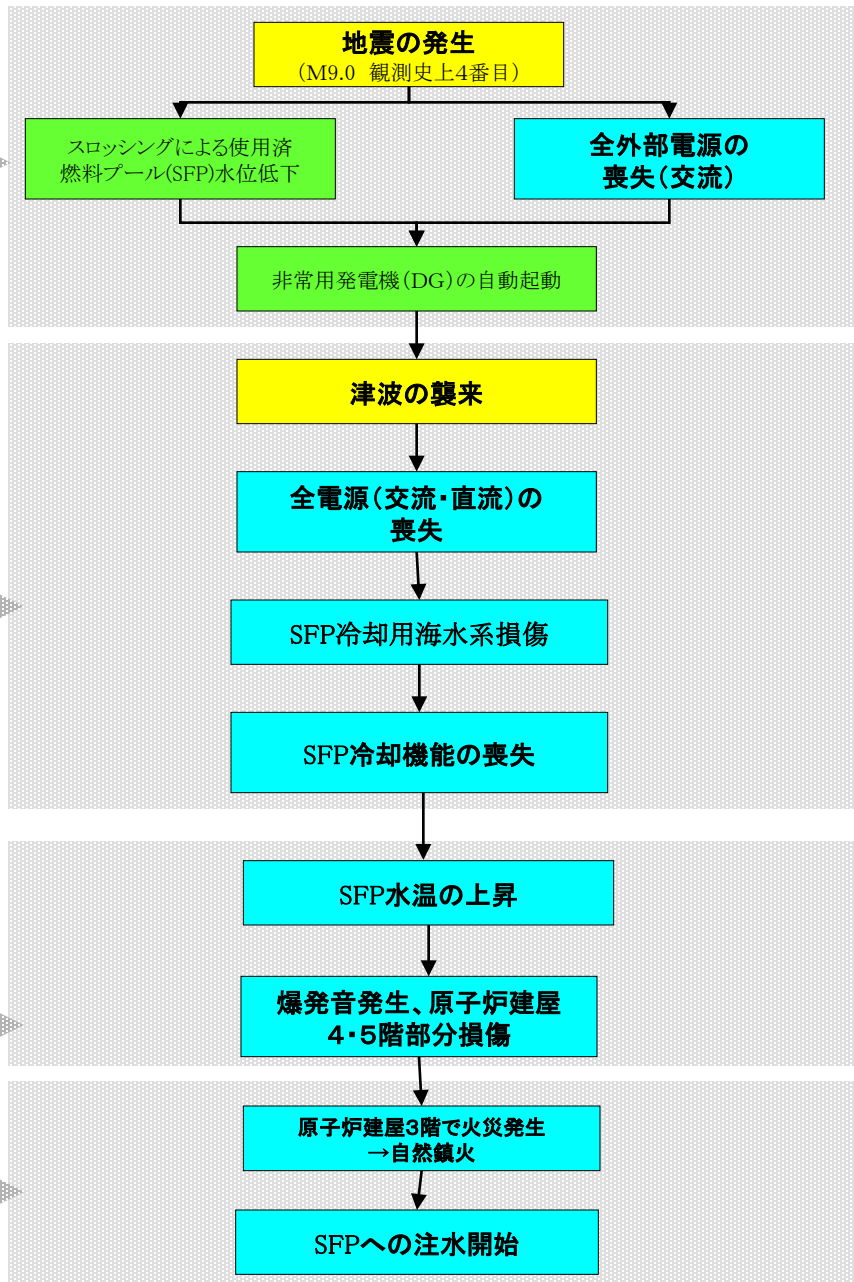 地震の発生
（M9.0 観測史上4番目）
スロッシングによる使用済
燃料プール(SFP)水位低下
全外部電源の
喪失（交流）
非常用発電機（DG）の自動起動
津波の襲来
全電源（交流・直流）の
喪失
SFP冷却用海水系損傷
SFP冷却機能の喪失
SFP水温の上昇
爆発音発生、原子炉建屋
４・５階部分損傷
原子炉建屋３階で火災発生
→自然鎮火
SFPへの注水開始